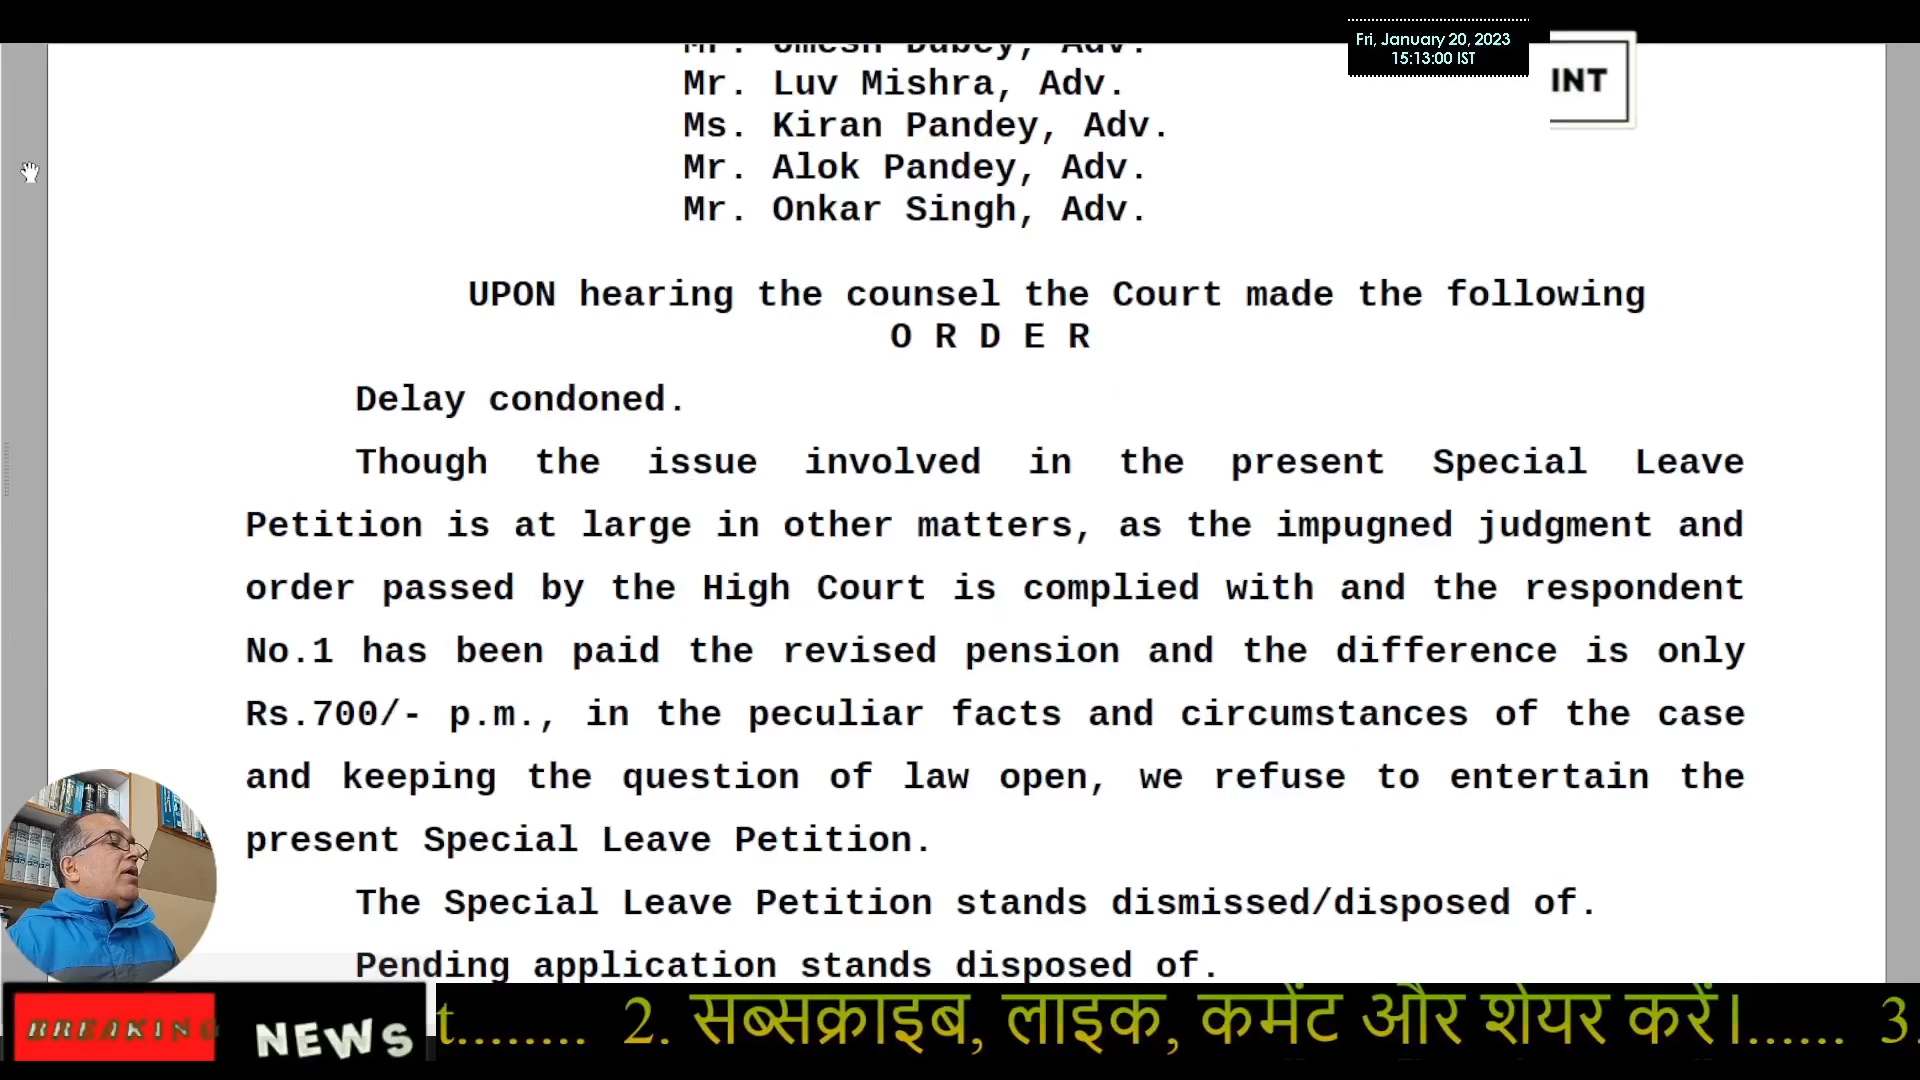 Mr. Umesh Dubey, Adv.
Fri, January 20, 2023
15:13:00 IST
INT
Mr. Luv Mishra, Adv.
Ms. Kiran Pandey, Adv.
Mr. Alok Pandey, Adv.
Mr. Onkar Singh, Adv.
UPON hearing the counsel the Court made the following
O R D E R
Delay condoned.
Though the issue involved in the present Special Leave
Petition is at large in other matters, as the impugned judgment and
order passed by the High Court is complied with and the respondent
No.1 has been paid the revised pension and the difference is only
Rs.700/- p.m., in the peculiar facts and circumstances of the case
and keeping the question of law open, we refuse to entertain the
present Special Leave Petition.
The Special Leave Petition stands dismissed/disposed of.
Pending application stands disposed of.
BREAKING NEWS
t........ 2. सब्सक्राइब, लाइक, कमेंट और शेयर करें।...... 3.